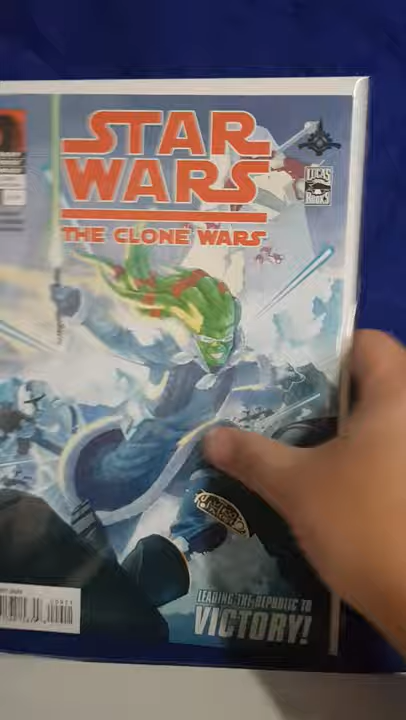 STAR
WARS
THE CLONE WARS
LUCAS
BOOKS
LEADING THE REPUBLIC TO
VICTORY!